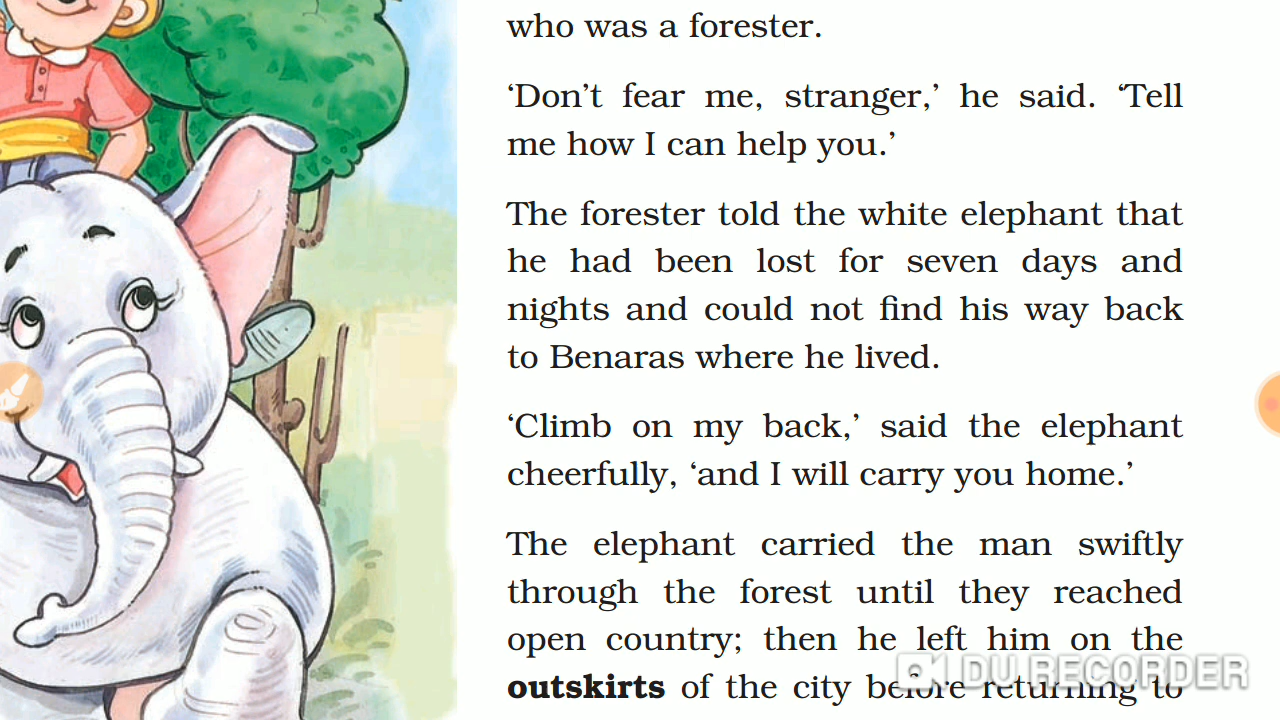 who was a forester.
‘Don’t fear me, stranger,’ he said. ‘Tell
me how I can help you.’
The forester told the white elephant that
he had been lost for seven days and
nights and could not find his way back
to Benaras where he lived.
‘Climb on my back,’ said the elephant
cheerfully, ‘and I will carry you home.’
The elephant carried the man swiftly
through the forest until they reached
open country; then he left him on the
outskirts of the city before returning to
DU RECORDER